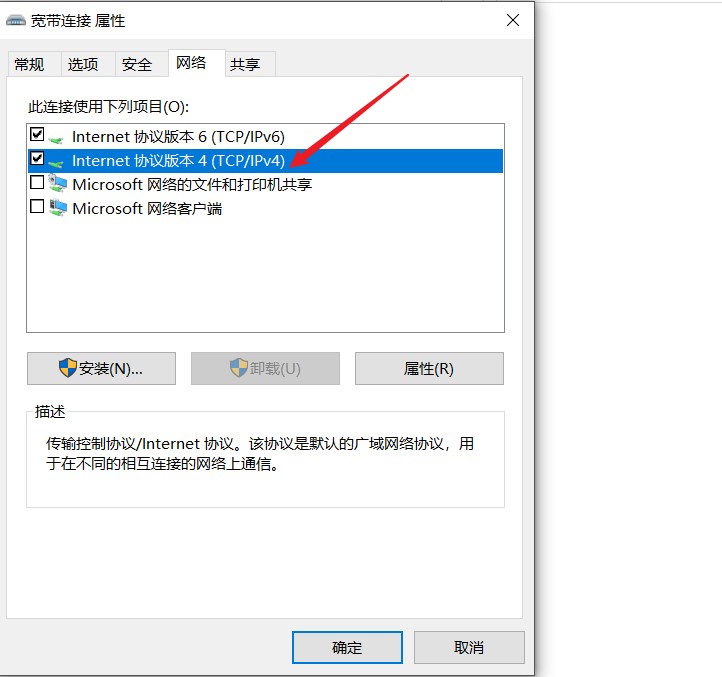 宽带连接 属性
常规 选项 安全 网络 共享
此连接使用下列项目(O):
Internet 协议版本 6 (TCP/IPv6)
Internet 协议版本 4 (TCP/IPv4)
Microsoft 网络的文件和打印机共享
Microsoft 网络客户端
安装(N)... 卸载(U) 属性(R)
描述
传输控制协议/Internet 协议。该协议是默认的广域网络协议，用
于在不同的相互连接的网络上通信。
确定 取消